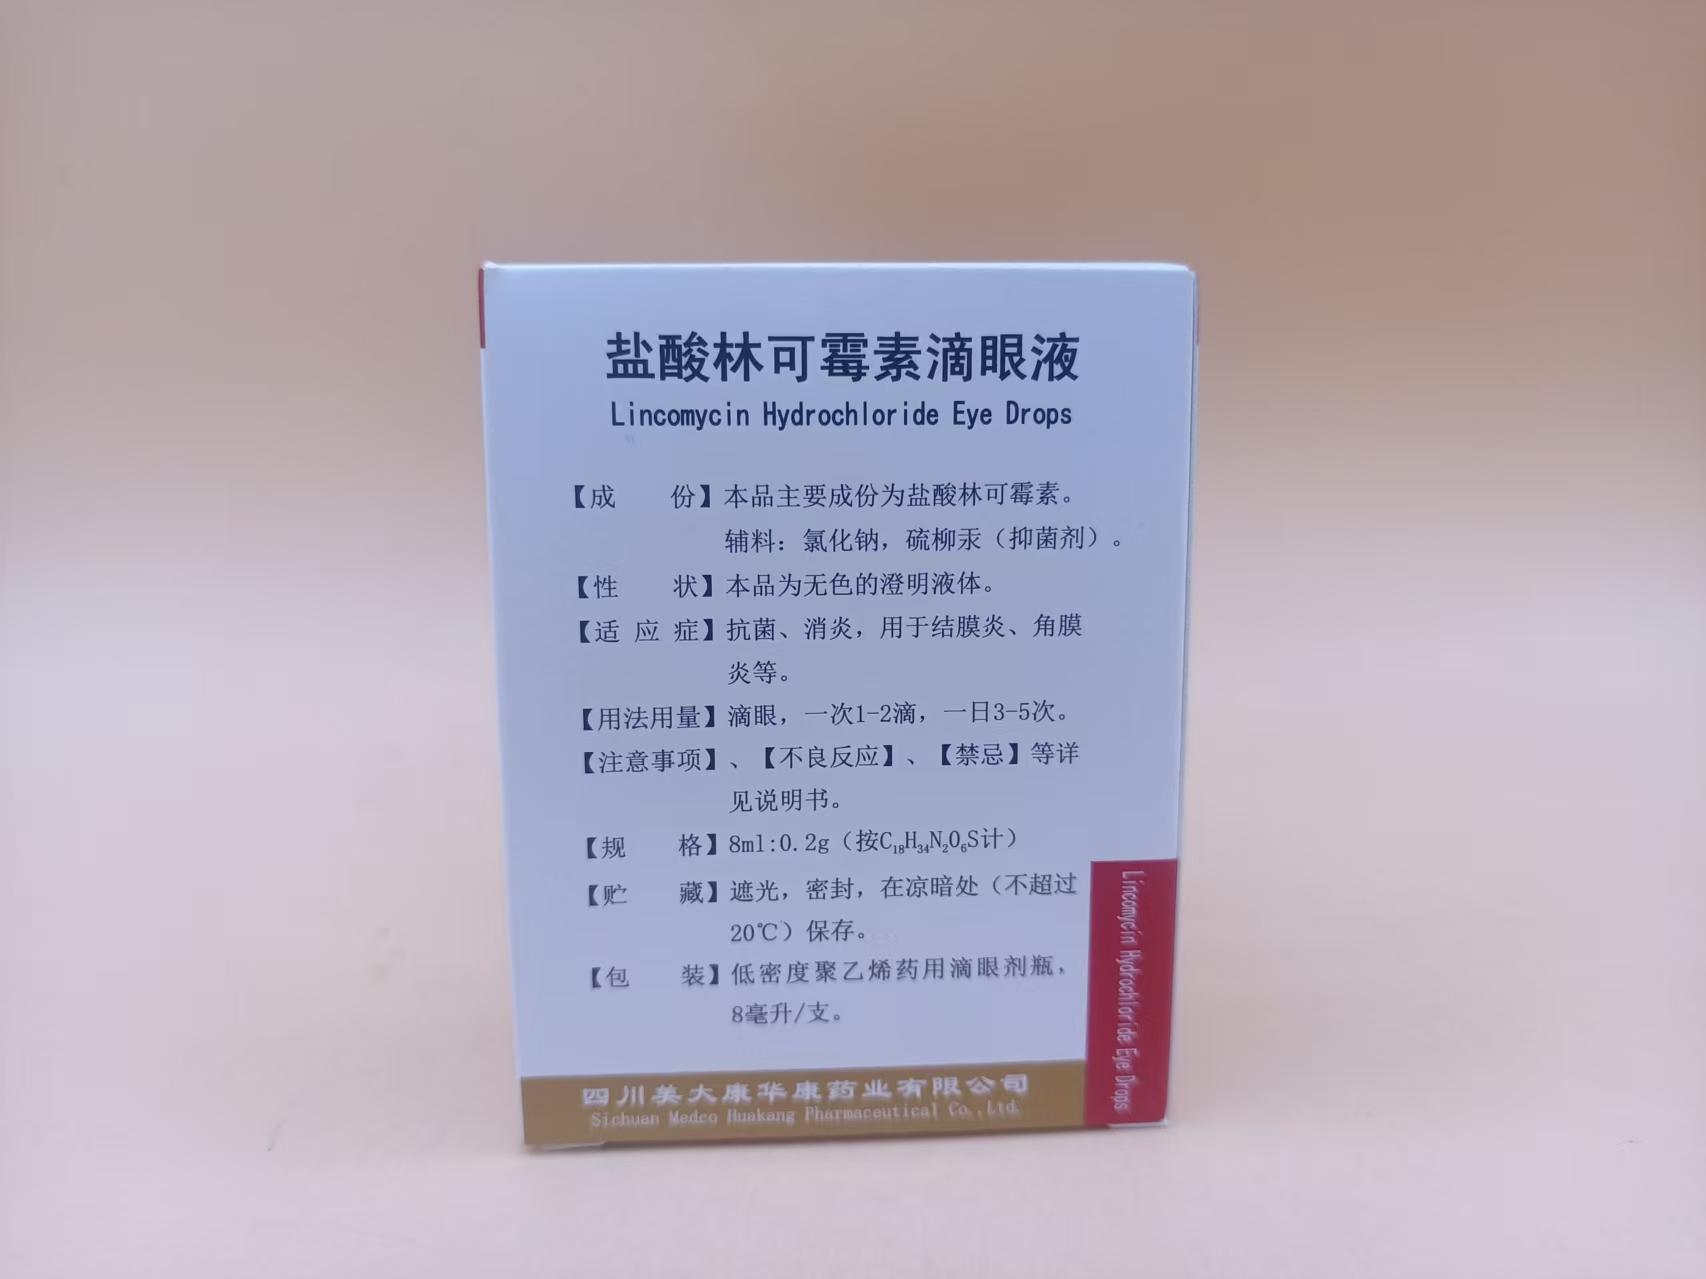 盐酸林可霉素滴眼液
Lincomycin Hydrochloride Eye Drops
【成　　份】本品主要成份为盐酸林可霉素。
辅料：氯化钠，硫柳汞（抑菌剂）。
【性　　状】本品为无色的澄明液体。
【适 应 症】抗菌、消炎，用于结膜炎、角膜
炎等。
【用法用量】滴眼，一次1-2滴，一日3-5次。
【注意事项】、【不良反应】、【禁忌】等详
见说明书。
【规　　格】8ml:0.2g（按C₁₈H₃₄N₂O₆S计）
【贮　　藏】遮光，密封，在凉暗处（不超过
20℃）保存。
【包　　装】低密度聚乙烯药用滴眼剂瓶，
8毫升/支。
四川美大康华康药业有限公司
Sichuan Medco Huakang Pharmaceutical Co.,Ltd.
Lincomycin Hydrochloride Eye Drops